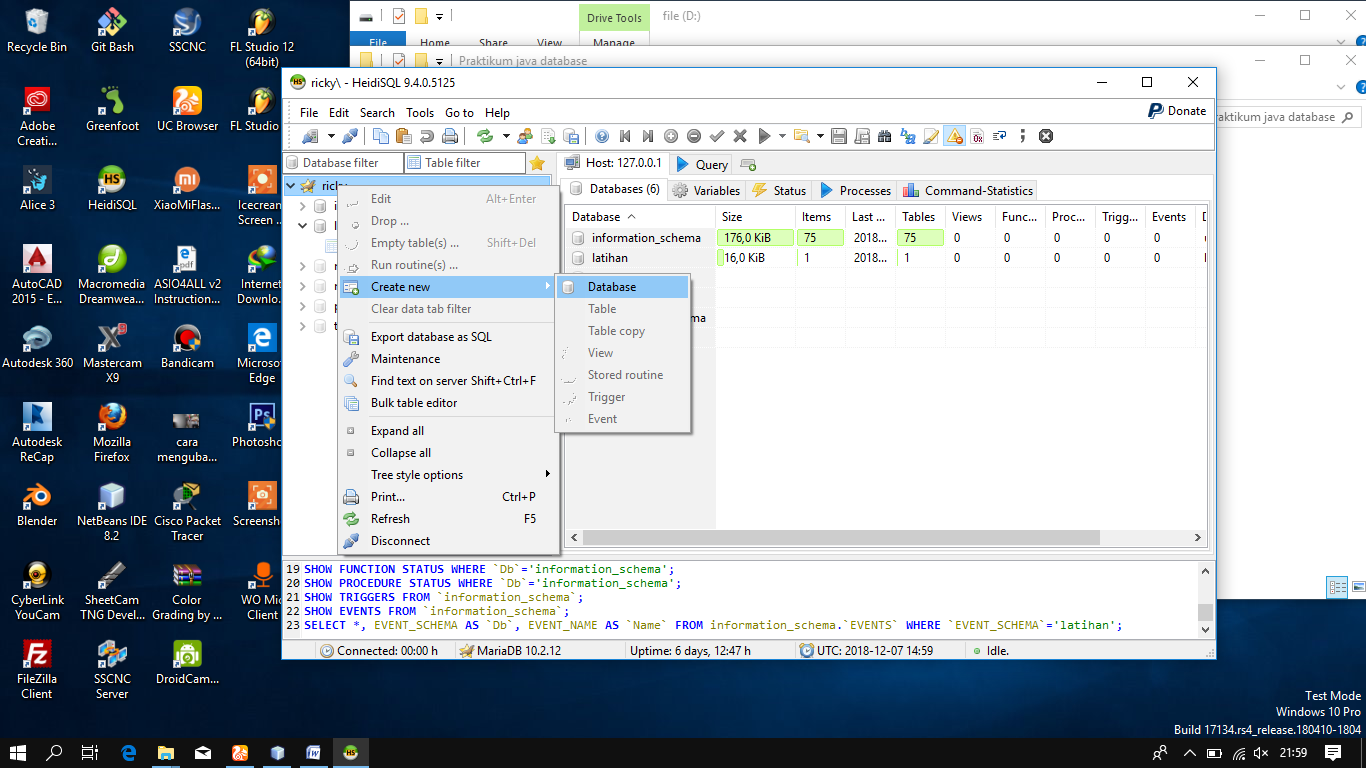 Recycle Bin
Git Bash
SSCNC
FL Studio 12
(64bit)
Adobe
Creati...
Greenfoot
UC Browser
FL Studio
Alice 3
HeidiSQL
XiaoMiFlas...
Icecream
Screen ...
AutoCAD
2015 - E...
Macromedia
Dreamwea...
ASIO4ALL v2
Instruction...
Internet
Downlo...
Autodesk 360
Mastercam
X9
Bandicam
Microso
Edge
Autodesk
ReCap
Mozilla
Firefox
cara
menguba...
Photosho
Blender
NetBeans IDE
8.2
Cisco Packet
Tracer
Screensh
CyberLink
YouCam
SheetCam
TNG Devel...
Color
Grading by ...
WO Mic
Client
FileZilla
Client
SSCNC
Server
DroidCam...
Drive Tools
file (D:)
File
Home
Share
View
Manage
Praktikum java database
raktikum java database
ricky\ - HeidiSQL 9.4.0.5125
File Edit Search Tools Go to Help
Donate
Database filter
Table filter
Host: 127.0.0.1
Query
Databases (6)
Variables
Status
Processes
Command-Statistics
Database Size Items Last ... Tables Views Func... Proc... Trigg... Events D
information_schema 176,0 KiB 75 2018... 75 0 0 0 0 0
latihan 16,0 KiB 1 2018... 1 0 0 0 0 0
ma
Edit Alt+Enter
Drop ...
Empty table(s) ... Shift+Del
Run routine(s) ...
Create new
Clear data tab filter
Export database as SQL
Maintenance
Find text on server Shift+Ctrl+F
Bulk table editor
Expand all
Collapse all
Tree style options
Print... Ctrl+P
Refresh F5
Disconnect
Database
Table
Table copy
View
Stored routine
Trigger
Event
19 SHOW FUNCTION STATUS WHERE `Db`='information_schema';
20 SHOW PROCEDURE STATUS WHERE `Db`='information_schema';
21 SHOW TRIGGERS FROM `information_schema`;
22 SHOW EVENTS FROM `information_schema`;
23 SELECT *, EVENT_SCHEMA AS `Db`, EVENT_NAME AS `Name` FROM information_schema.`EVENTS` WHERE `EVENT_SCHEMA`='latihan';
Connected: 00:00 h
MariaDB 10.2.12
Uptime: 6 days, 12:47 h
UTC: 2018-12-07 14:59
Idle.
Test Mode
Windows 10 Pro
Build 17134.rs4_release.180410-1804
21:59